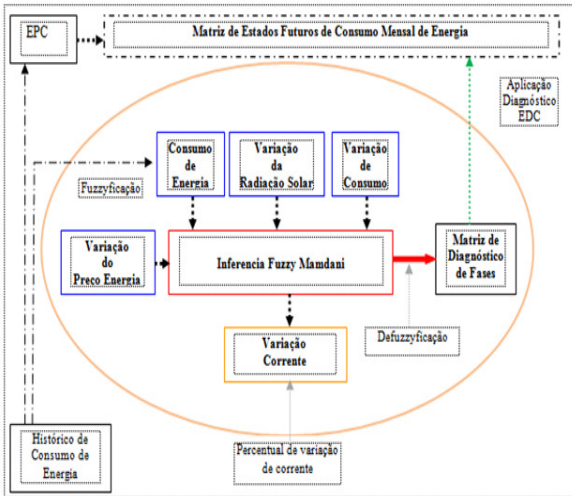 EPC
Matriz de Estados Futuros de Consumo Mensal de Energia
Aplicação
Diagnóstico
EDC
Consumo
de
Energia
Variação
da
Radiação Solar
Variação
de
Consumo
Fuzzyficação
Variação
do
Preco Energia
Inferencia Fuzzy Mamdani
Matriz de
Diagnóstico
de Fases
Variação
Corrente
Defuzzyficação
Histórico de
Consumo de
Energia
Percentual de variação
de corrente